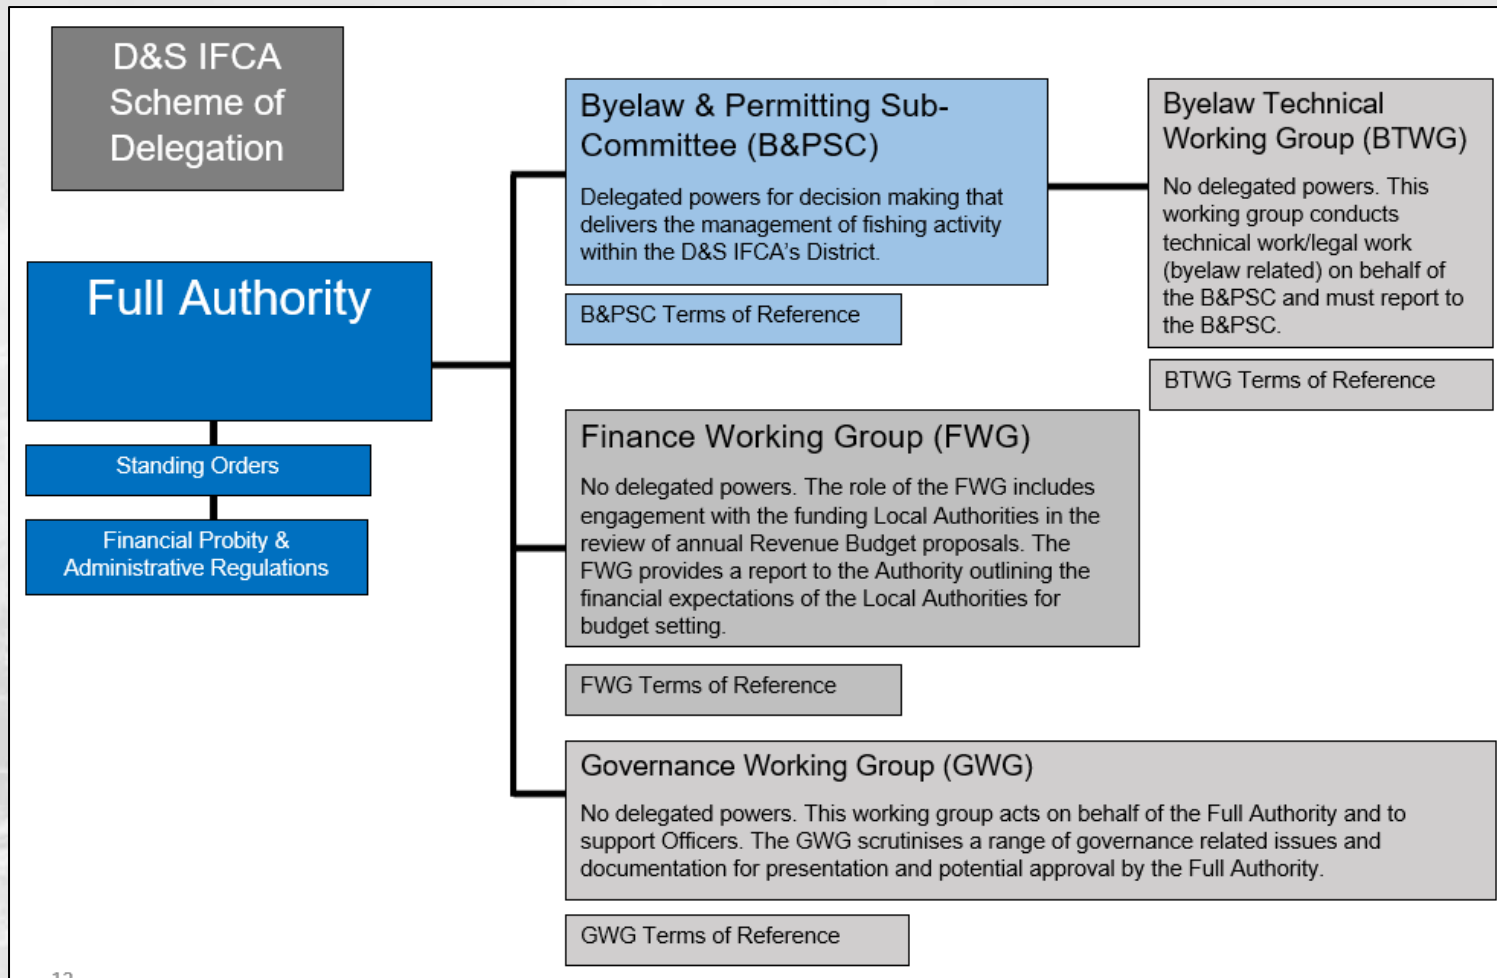 D&S IFCA
Scheme of
Delegation
Full Authority
Standing Orders
Financial Probity &
Administrative Regulations
Byelaw & Permitting Sub-
Committee (B&PSC)
Delegated powers for decision making that
delivers the management of fishing activity
within the D&S IFCA's District.
B&PSC Terms of Reference
Byelaw Technical
Working Group (BTWG)
No delegated powers. This
working group conducts
technical work/legal work
(byelaw related) on behalf of
the B&PSC and must report to
the B&PSC.
BTWG Terms of Reference
Finance Working Group (FWG)
No delegated powers. The role of the FWG includes
engagement with the funding Local Authorities in the
review of annual Revenue Budget proposals. The
FWG provides a report to the Authority outlining the
financial expectations of the Local Authorities for
budget setting.
FWG Terms of Reference
Governance Working Group (GWG)
No delegated powers. This working group acts on behalf of the Full Authority and to
support Officers. The GWG scrutinises a range of governance related issues and
documentation for presentation and potential approval by the Full Authority.
GWG Terms of Reference